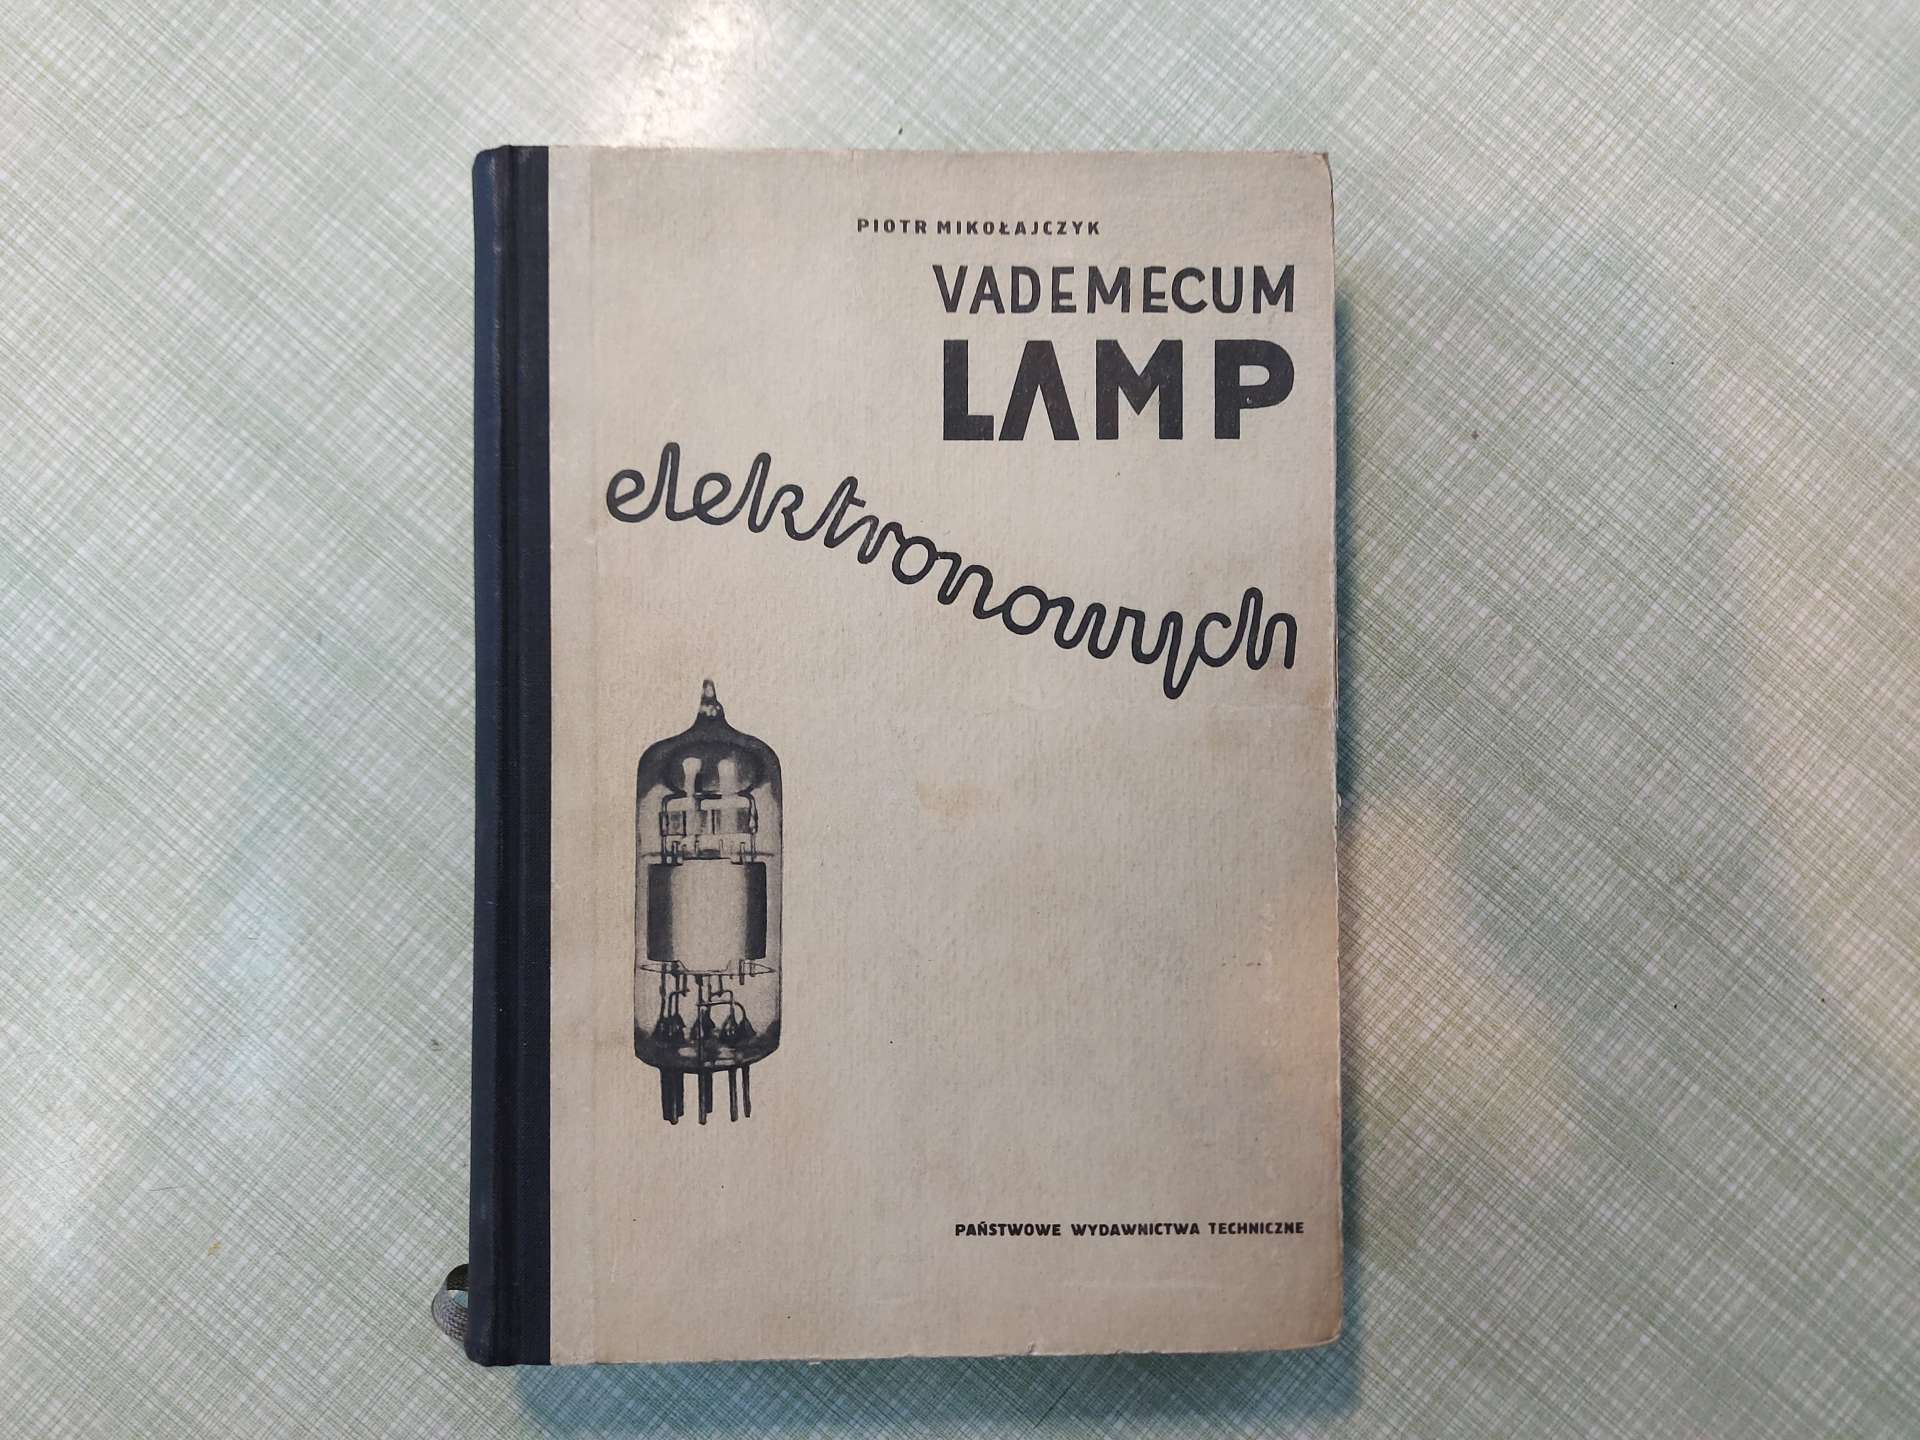 PIOTR MIKOŁAJCZYK
VADEMECUM
LAMP
elektronowych
PAŃSTWOWE WYDAWNICTWA TECHNICZNE